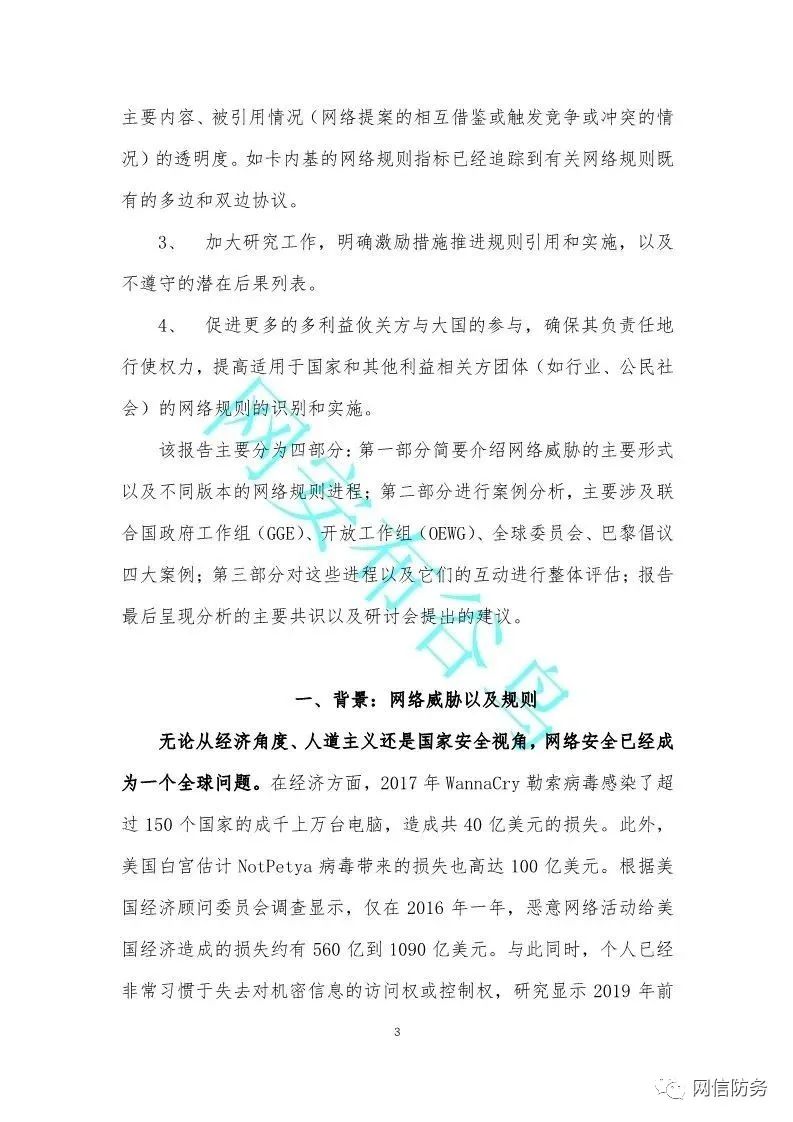 主要内容、被引用情况（网络提案的相互借鉴或触发竞争或冲突的情
况）的透明度。如卡内基的网络规则指标已经追踪到有关网络规则既
有的多边和双边协议。
3、 加大研究工作，明确激励措施推进规则引用和实施，以及
不遵守的潜在后果列表。
4、 促进更多的多利益攸关方与大国的参与，确保其负责任地
行使权力，提高适用于国家和其他利益相关方团体（如行业、公民社
会）的网络规则的识别和实施。
该报告主要分为四部分：第一部分简要介绍网络威胁的主要形式
以及不同版本的网络规则进程；第二部分进行案例分析，主要涉及联
合国政府工作组（GGE）、开放工作组（OEWG）、全球委员会、巴黎倡议
四大案例；第三部分对这些进程以及它们的互动进行整体评估；报告
最后呈现分析的主要共识以及研讨会提出的建议。
一、背景：网络威胁以及规则
无论从经济角度、人道主义还是国家安全视角，网络安全已经成
为一个全球问题。在经济方面，2017 年 WannaCry 勒索病毒感染了超
过 150 个国家的成千上万台电脑，造成共 40 亿美元的损失。此外，
美国白宫估计 NotPetya 病毒带来的损失也高达 100 亿美元。根据美
国经济顾问委员会调查显示，仅在 2016 年一年，恶意网络活动给美
国经济造成的损失约有 560 亿到 1090 亿美元。与此同时，个人已经
非常习惯于失去对机密信息的访问权或控制权，研究显示 2019 年前
3
网安布谷鸟
网信防务